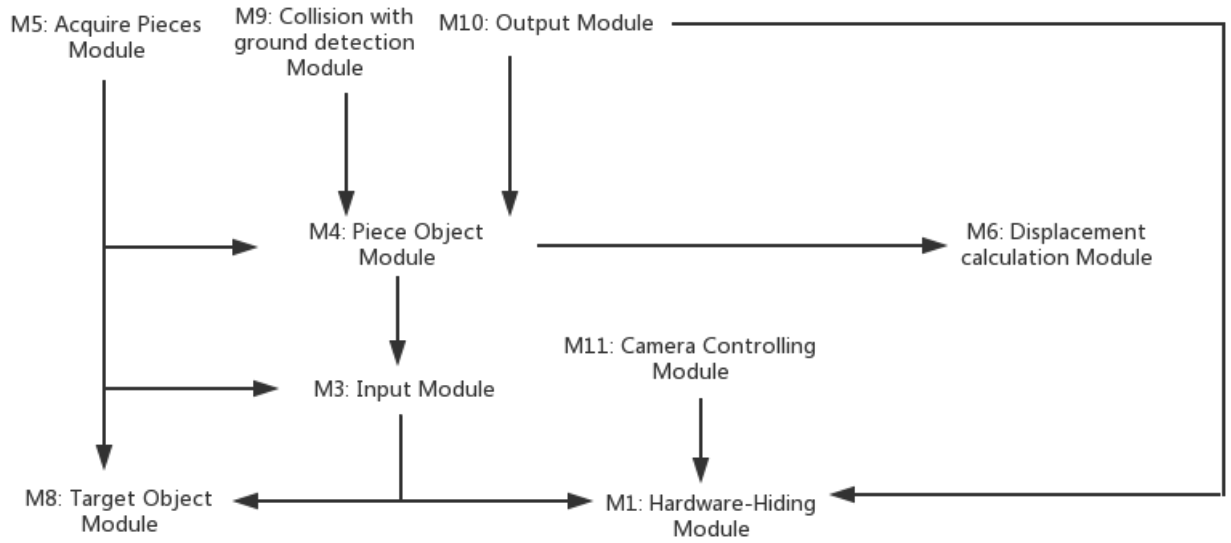 M5: Acquire Pieces
Module
M9: Collision with
ground detection
Module
M10: Output Module
M4: Piece Object
Module
M6: Displacement
calculation Module
M11: Camera Controlling
Module
M3: Input Module
M8: Target Object
Module
M1: Hardware-Hiding
Module